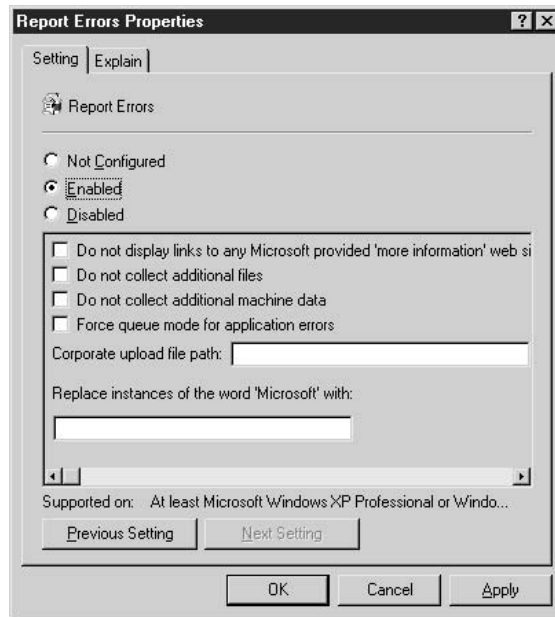 Report Errors Properties
Setting
Explain
Report Errors
Not Configured
Enabled
Disabled
Do not display links to any Microsoft provided 'more information' web si
Do not collect additional files
Do not collect additional machine data
Force queue mode for application errors
Corporate upload file path:
Replace instances of the word 'Microsoft' with:
Supported on: At least Microsoft Windows XP Professional or Windo...
Previous Setting
Next Setting
OK
Cancel
Apply